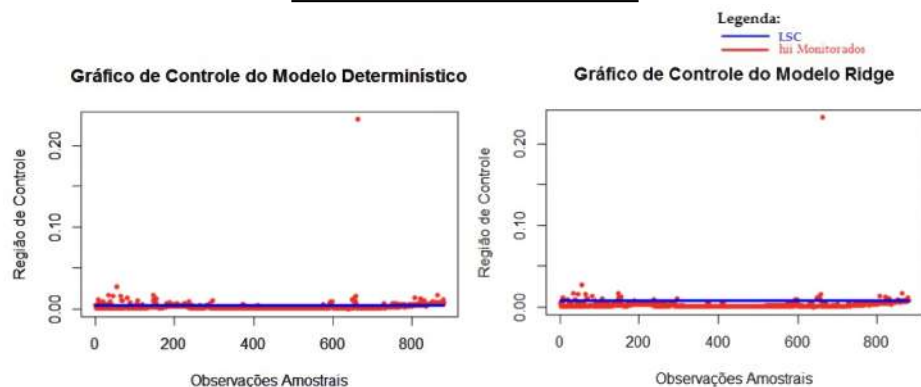 Legenda:
LSC
hii Monitorados
Gráfico de Controle do Modelo Determinístico
Região de Controle
0.20
0.10
0.00
0 200 400 600 800
Observações Amostrais
Gráfico de Controle do Modelo Ridge
Região de Controle
0.20
0.10
0.00
0 200 400 600 800
Observações Amostrais